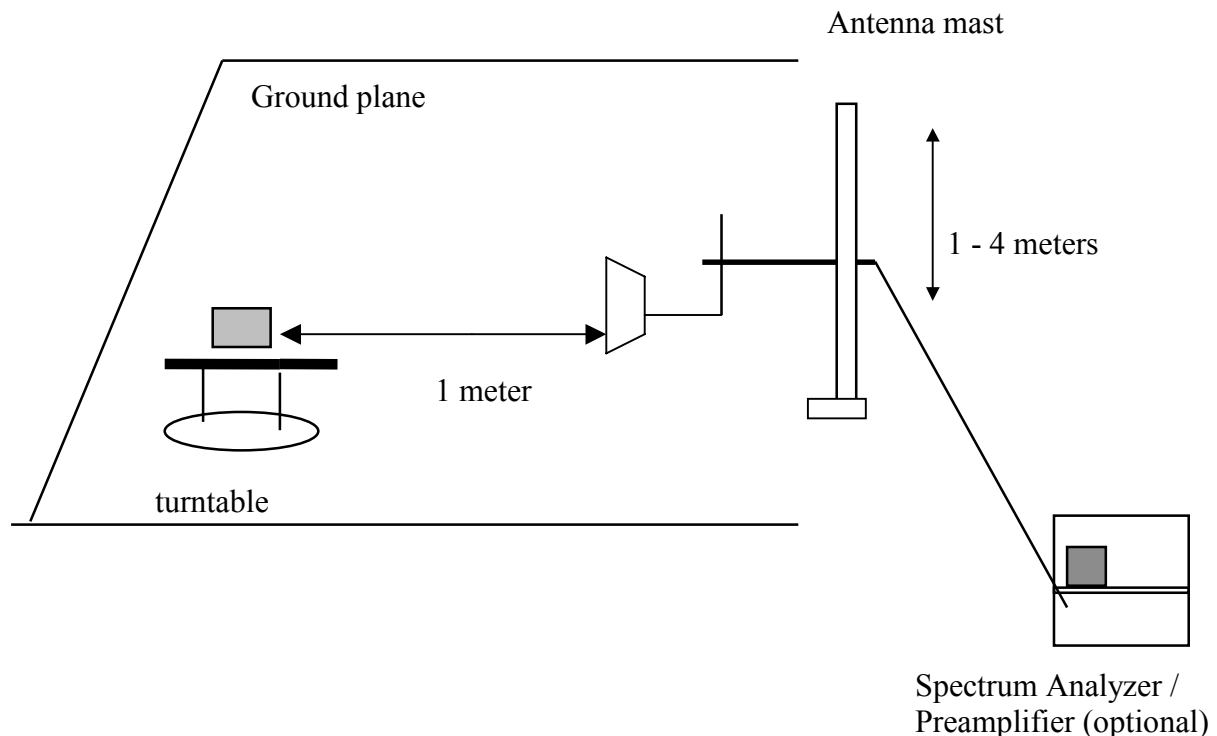 Antenna mast
Ground plane
1 - 4 meters
1 meter
turntable
Spectrum Analyzer /
Preamplifier (optional)